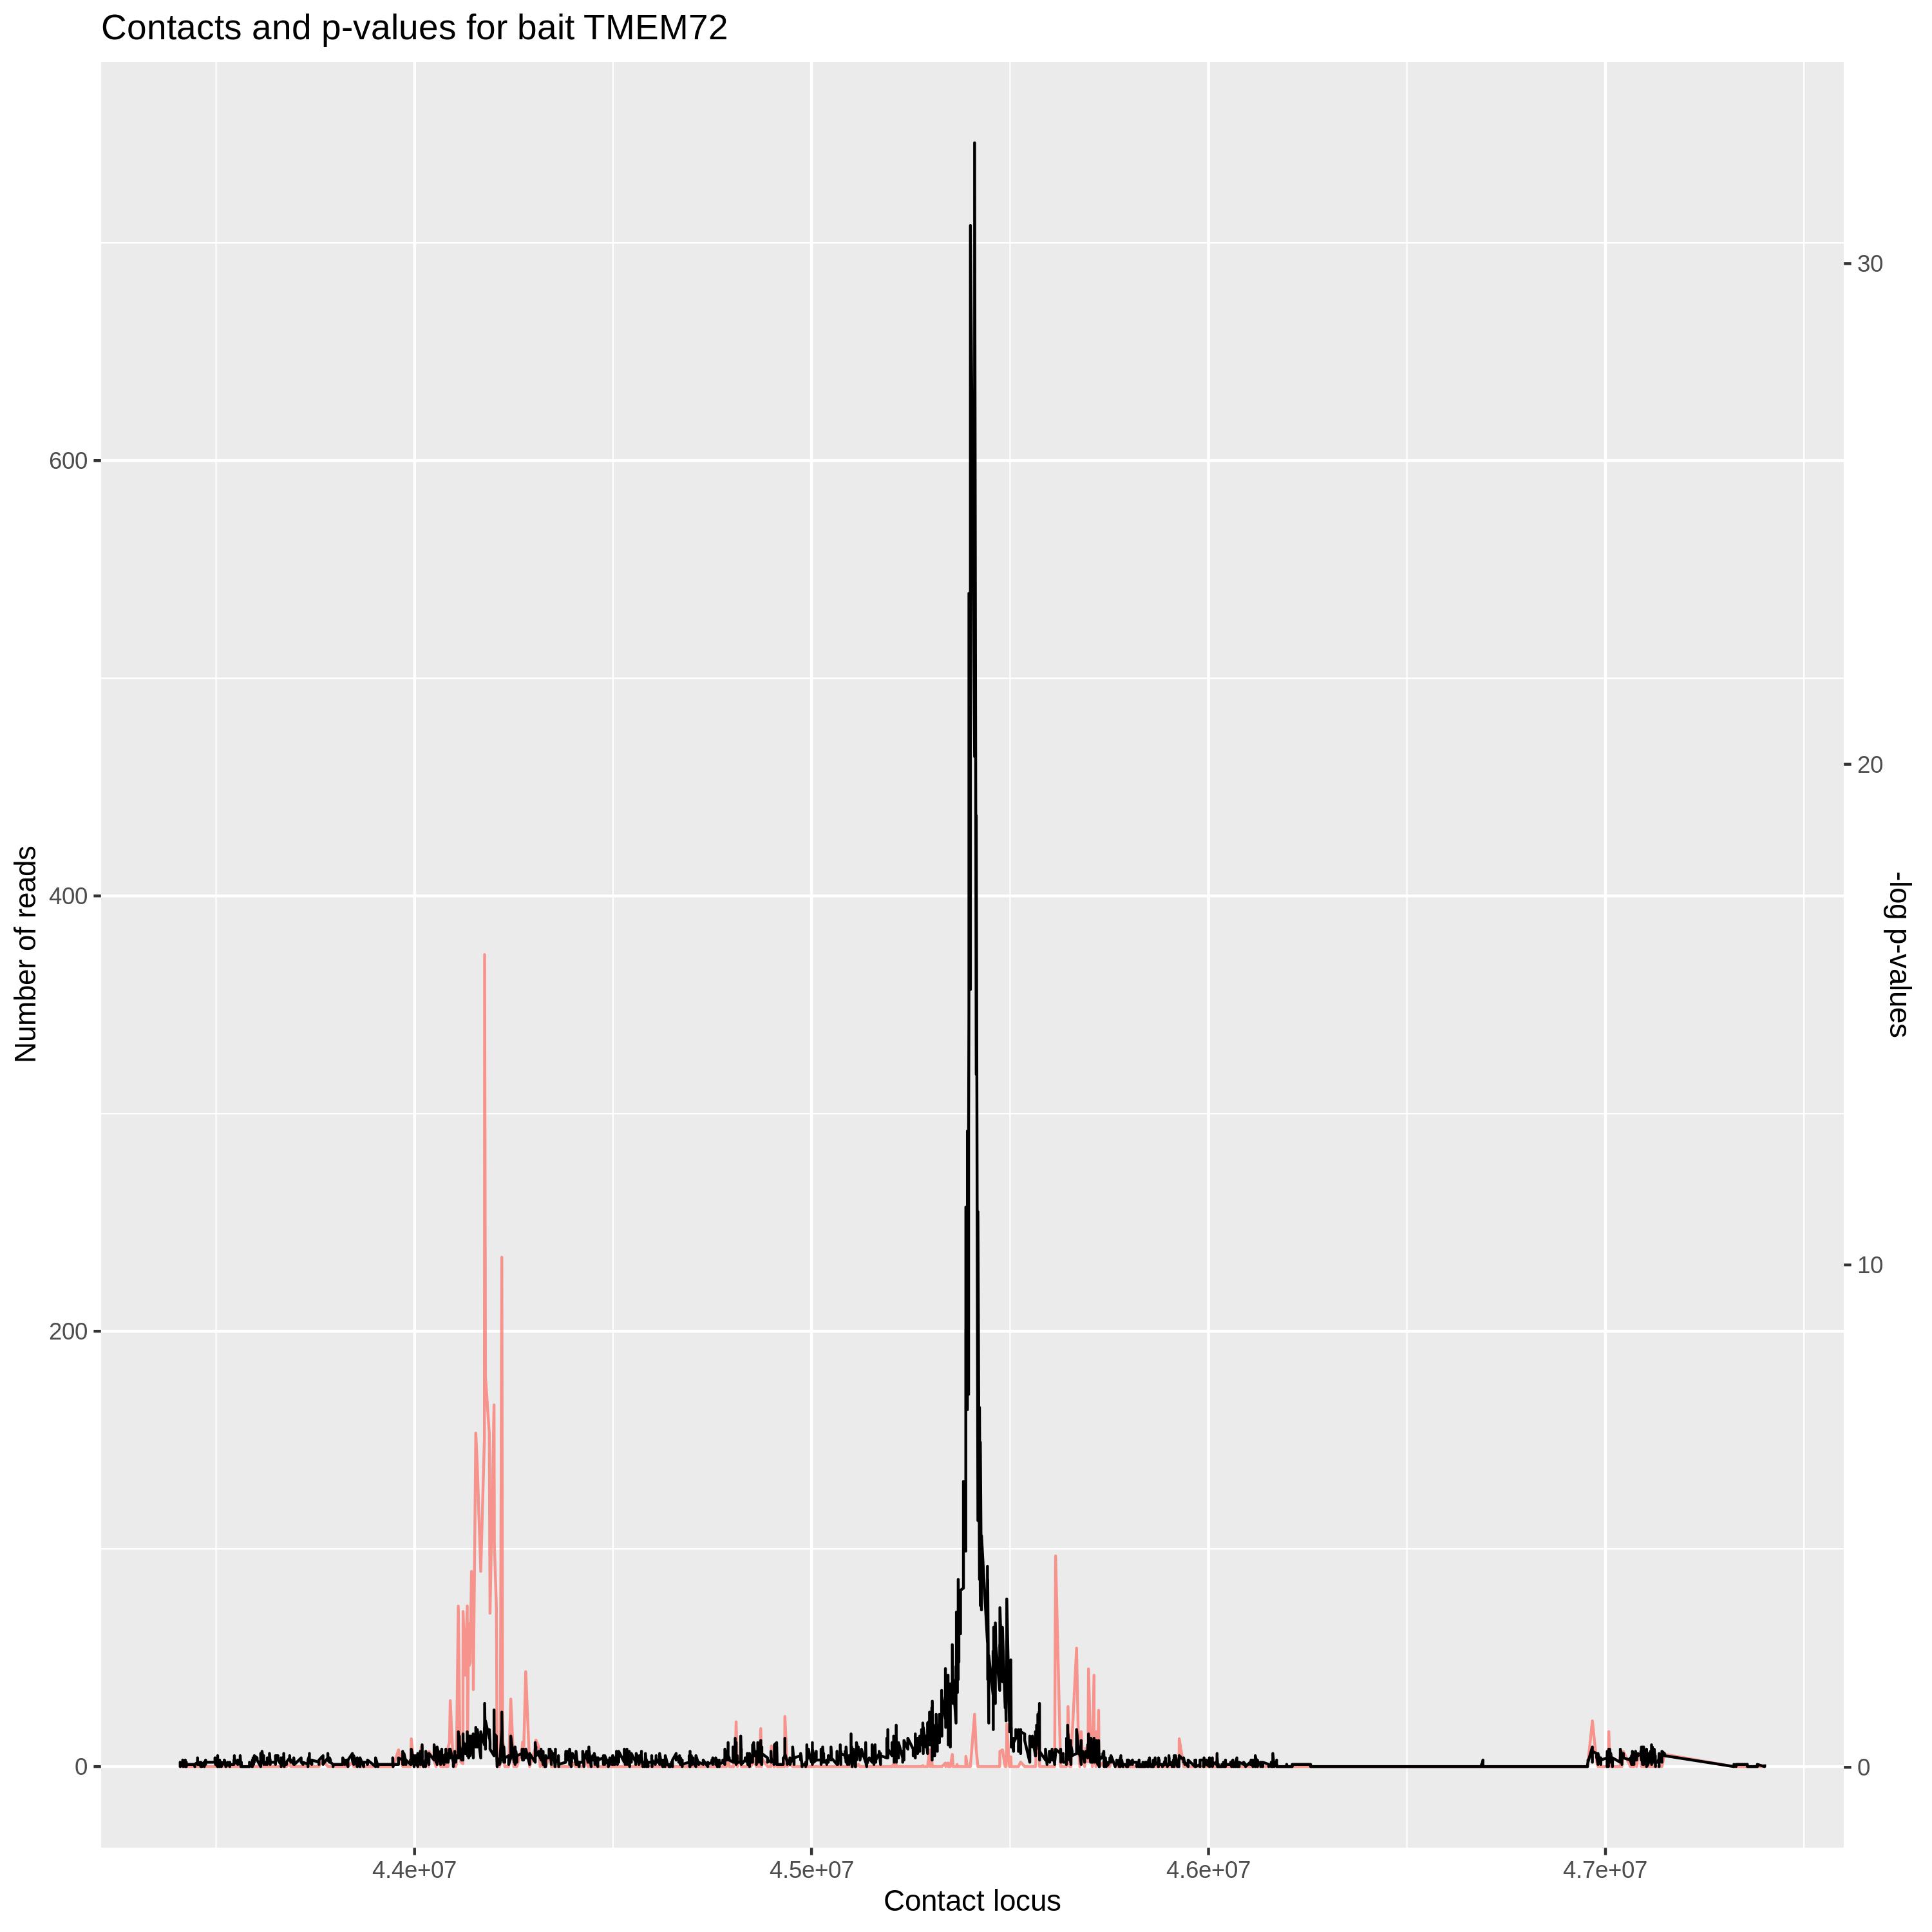 Contacts and p-values for bait TMEM72
Number of reads
600
400
200
0
30
20
10
0
-log p-values
4.4e+07
4.5e+07
4.6e+07
4.7e+07
Contact locus